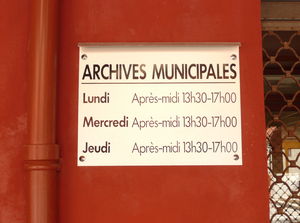 ARCHIVES MUNICIPALES
Lundi Après-midi 13h30-17h00
Mercredi Après-midi 13h30-17h00
Jeudi Après-midi 13h30-17h00